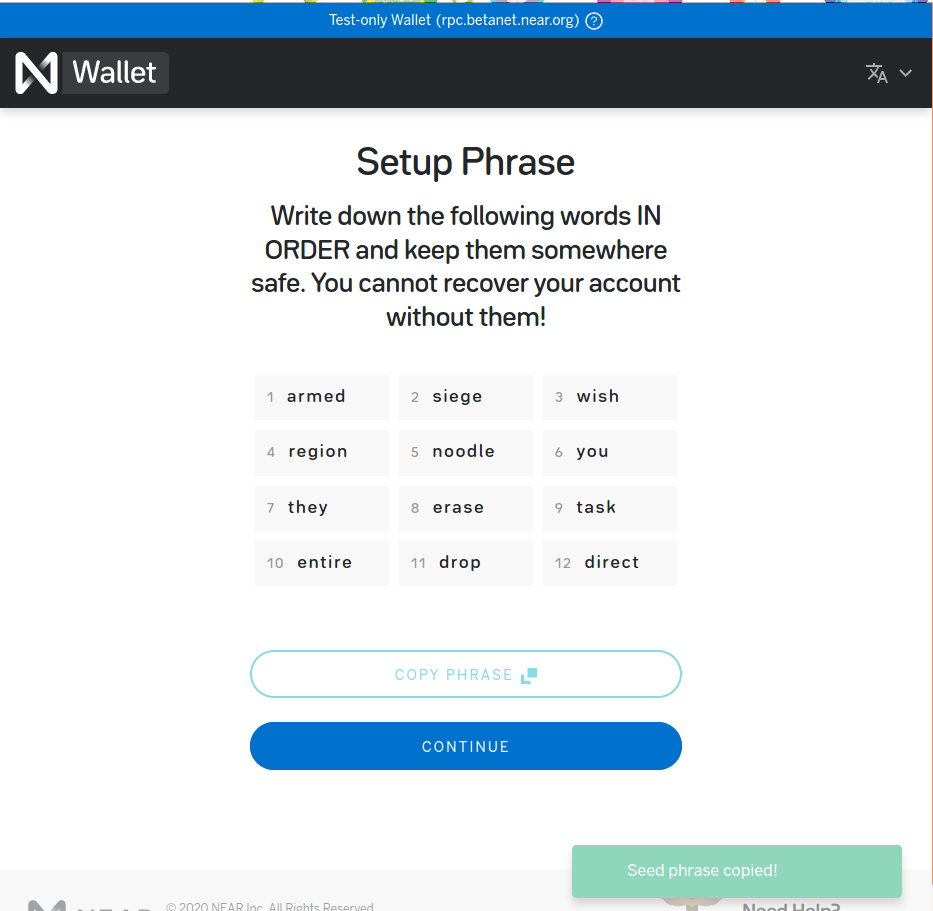 Test-only Wallet (rpc.betanet.near.org) ?
Wallet
Setup Phrase
Write down the following words IN
ORDER and keep them somewhere
safe. You cannot recover your account
without them!
1 armed 2 siege 3 wish
4 region 5 noodle 6 you
7 they 8 erase 9 task
10 entire 11 drop 12 direct
COPY PHRASE
CONTINUE
Seed phrase copied!
NEAR © 2020 NEAR Inc. All Rights Reserved. Need Help?